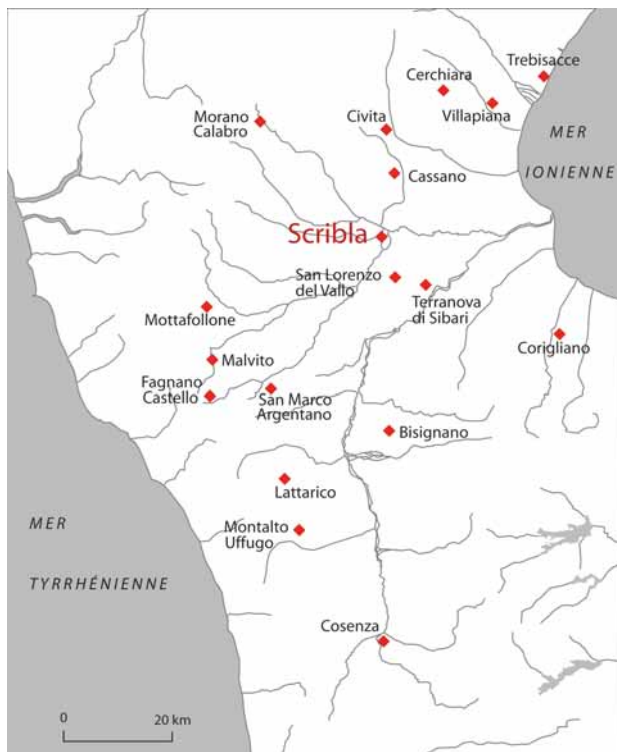 Trebisacce
Cerchiara
Villapiana
Morano
Calabro
Civita
MER
IONIENNE
Cassano
Scribla
San Lorenzo
del Vallo
Terranova
di Sibari
Mottafollone
Corigliano
Malvito
Fagnano
Castello
San Marco
Argentano
Bisignano
Lattarico
MER
TYRRHÉNIENNE
Montalto
Uffugo
Cosenza
0
20 km